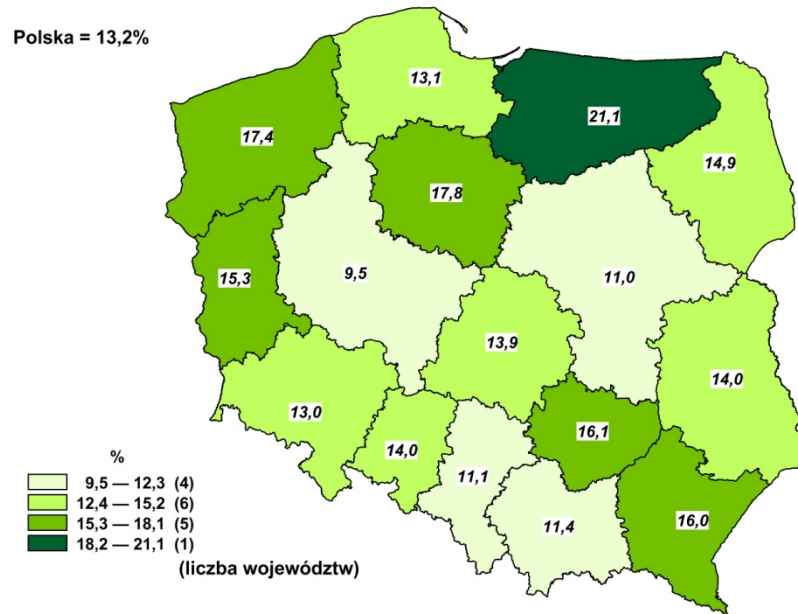 Polska = 13,2%
13,1
21,1
17,4
14,9
17,8
15,3
9,5
11,0
13,9
14,0
13,0
16,1
14,0
11,1
11,4
16,0
%
9,5 — 12,3 (4)
12,4 — 15,2 (6)
15,3 — 18,1 (5)
18,2 — 21,1 (1)
(liczba województw)